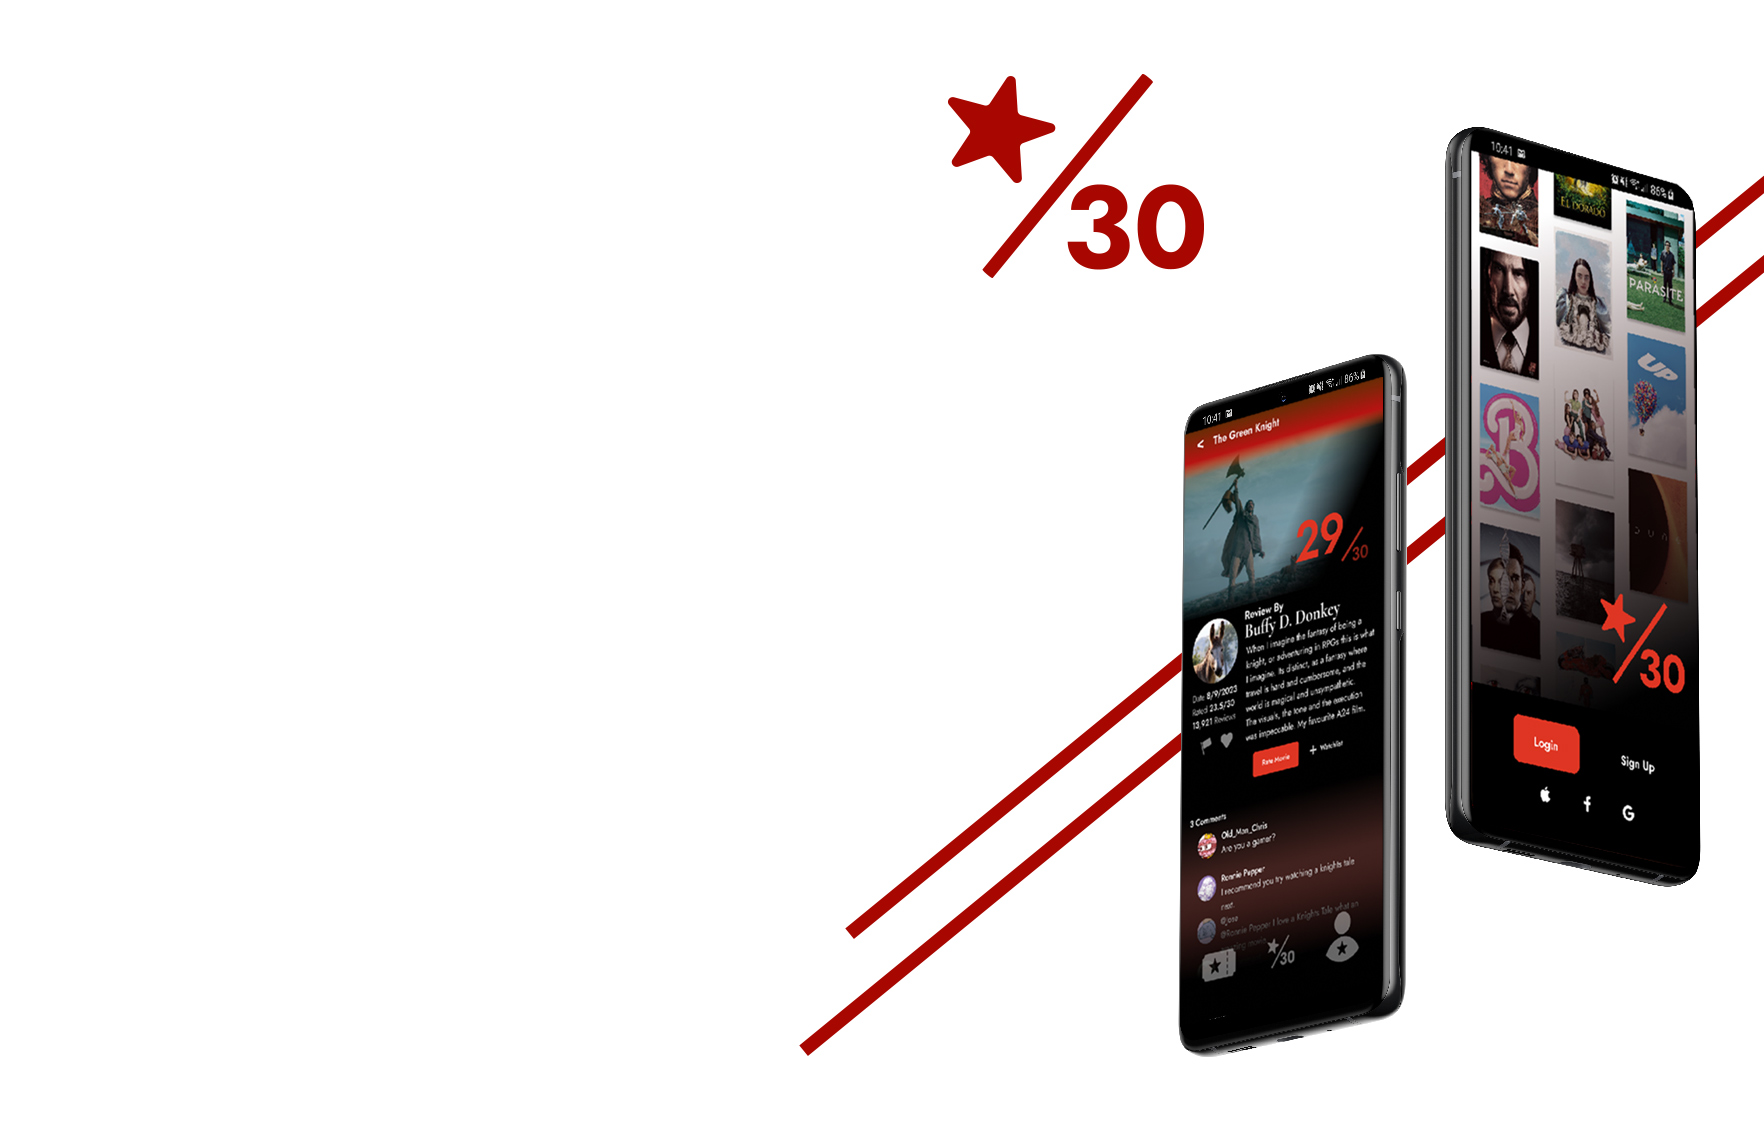 /30
10:41
86%
EL DORADO
PARASITE
UP
B
DUN
/30
Login
Sign Up
G
10:41
86%
< The Green Knight
29/30
Review By
Buffy D. Donkey
When I imagine the fantasy of being a
knight, or adventuring in RPGs this is what
I imagine. Its distinct, as a fantasy where
travel is hard and cumbersome, and the
world is magical and unsympathetic.
The visuals, the tone and the execution
was impeccable. My favourite A24 film.
Date 8/9/2023
Rated 23.5/30
13,921 Reviews
Rate Movie
+ Watchlist
3 Comments
Old_Man_Chris
Are you a gamer?
Ronnie Pepper
I recommend you try watching a knights tale
next.
@Ronnie Pepper I love a Knights Tale what an
/30